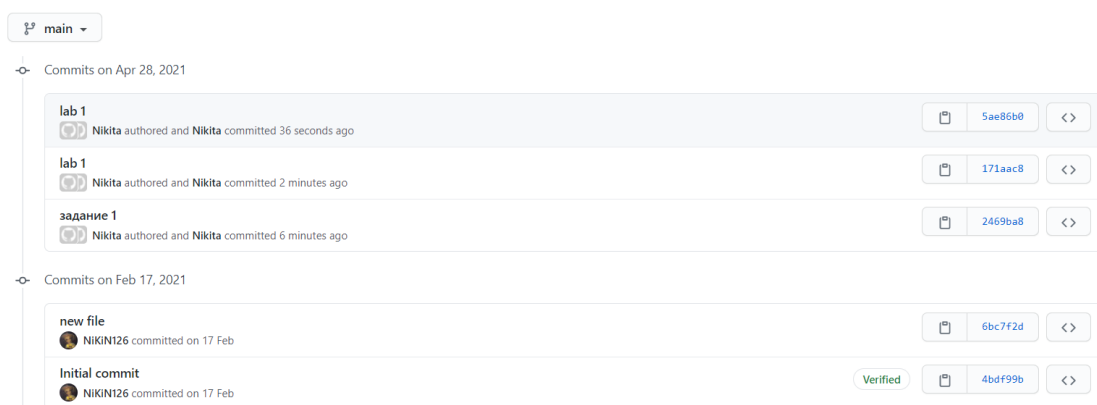 main
Commits on Apr 28, 2021
lab 1
Nikita authored and Nikita committed 36 seconds ago
5ae86b0
lab 1
Nikita authored and Nikita committed 2 minutes ago
171aac8
задание 1
Nikita authored and Nikita committed 6 minutes ago
2469ba8
Commits on Feb 17, 2021
new file
NiKiN126 committed on 17 Feb
6bc7f2d
Initial commit
NiKiN126 committed on 17 Feb
Verified
4bdf99b